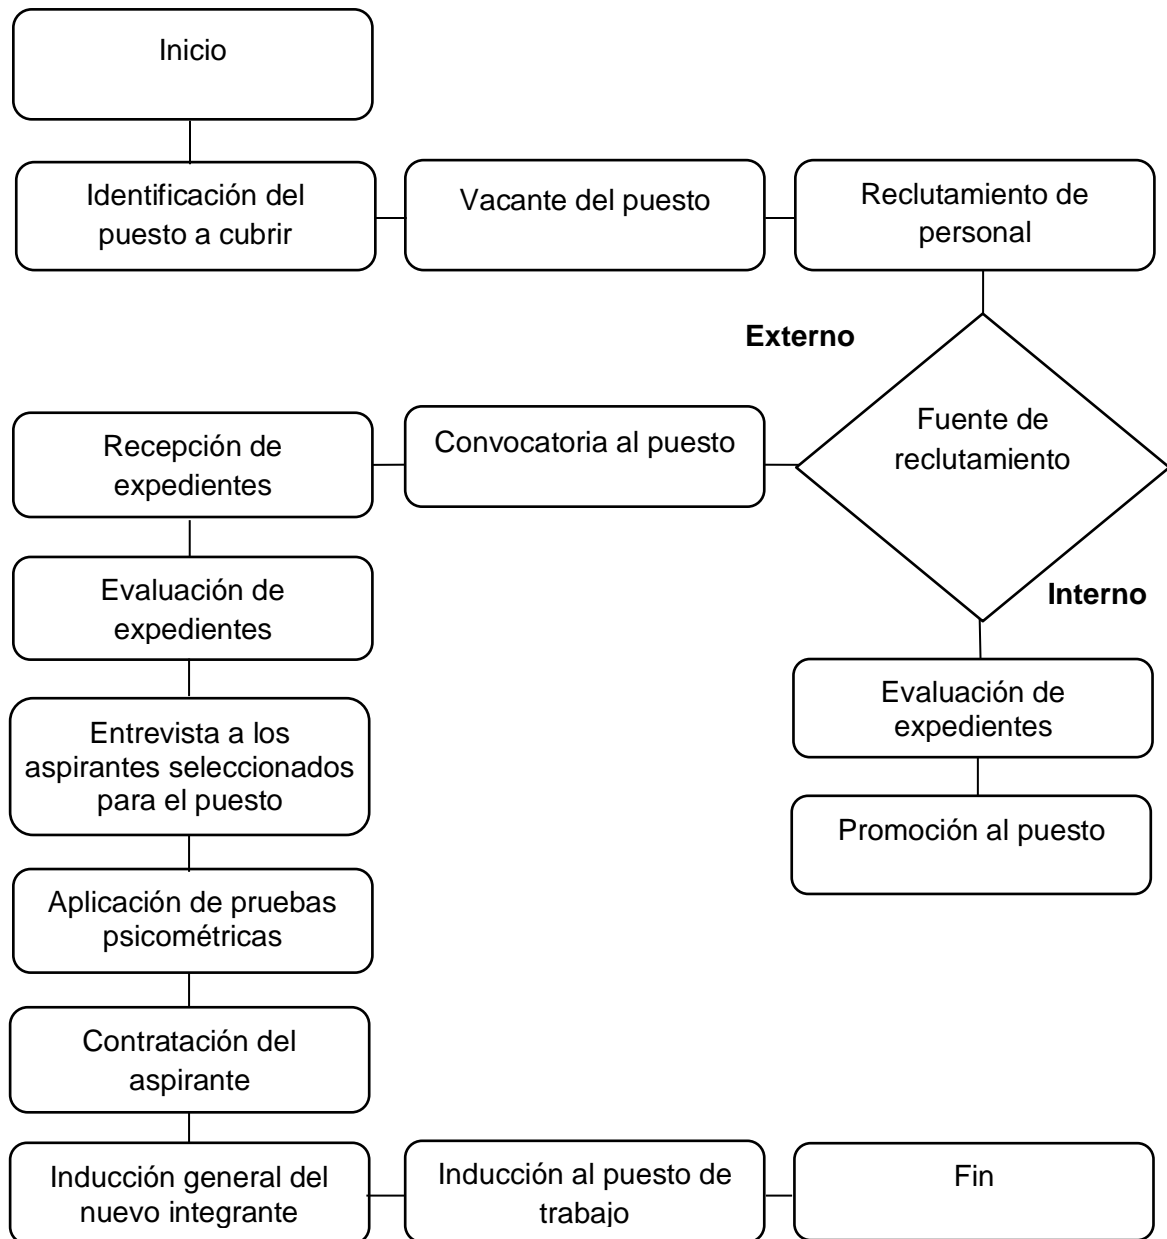 Inicio
Identificación del
puesto a cubrir
Vacante del puesto
Reclutamiento de
personal
Externo
Fuente de
reclutamiento
Interno
Convocatoria al puesto
Recepción de
expedientes
Evaluación de
expedientes
Entrevista a los
aspirantes seleccionados
para el puesto
Aplicación de pruebas
psicométricas
Contratación del
aspirante
Inducción general del
nuevo integrante
Inducción al puesto de
trabajo
Fin
Evaluación de
expedientes
Promoción al puesto